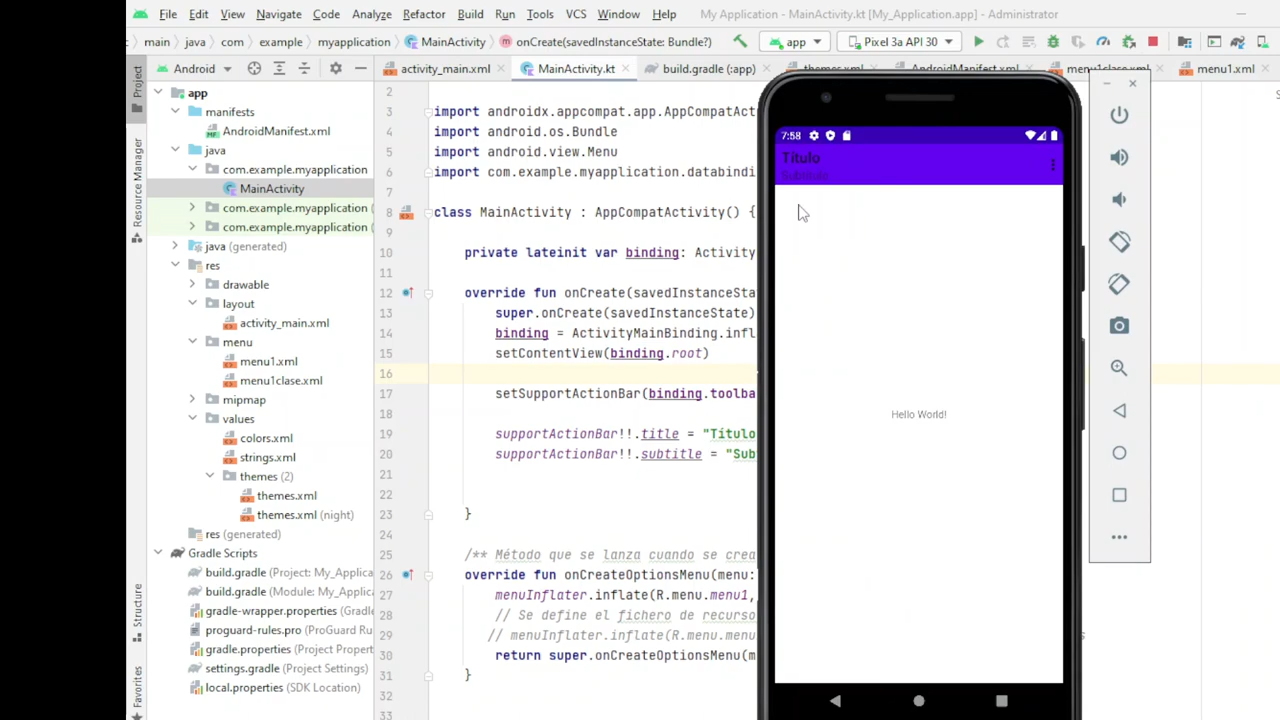 File Edit View Navigate Code Analyze Refactor Build Run Tools VCS Window Help My Application - MainActivity.kt [My_Application.app] - Administrator
main java com example myapplication MainActivity onCreate(savedInstanceState: Bundle?) app Pixel 3a API 30
Android activity_main.xml MainActivity.kt build.gradle (:app) themes.xml AndroidManifest.xml menu1clase.xml menu1.xml
Project
Resource Manager
Structure
Favorites
app
manifests
AndroidManifest.xml
java
com.example.myapplication
MainActivity
com.example.myapplication (
com.example.myapplication (
java (generated)
res
drawable
layout
activity_main.xml
menu
menu1.xml
menu1clase.xml
mipmap
values
colors.xml
strings.xml
themes (2)
themes.xml
themes.xml (night)
res (generated)
Gradle Scripts
build.gradle (Project: My_Applica
build.gradle (Module: My_Applica
gradle-wrapper.properties (Gradle
proguard-rules.pro (ProGuard Ru
gradle.properties (Project Propert
settings.gradle (Project Settings)
local.properties (SDK Location)
2
3 import androidx.appcompat.app.AppCompatActi
4 import android.os.Bundle
5 import android.view.Menu
6 import com.example.myapplication.databindi
7
8 class MainActivity : AppCompatActivity() {
9
10 private lateinit var binding: Activity
11
12 override fun onCreate(savedInstanceSta
13 super.onCreate(savedInstanceState)
14 binding = ActivityMainBinding.infl
15 setContentView(binding.root)
16
17 setSupportActionBar(binding.toolba
18
19 supportActionBar!!.title = "Titulo
20 supportActionBar!!.subtitle = "Sub
21
22
23 }
24
25 /** Método que se lanza cuando se crea
26 override fun onCreateOptionsMenu(menu:
27 menuInflater.inflate(R.menu.menu1,
28 // Se define el fichero de recurso
29 // menuInflater.inflate(R.menu.menu
30 return super.onCreateOptionsMenu(m
31 }
32
33
7:58
Titulo
Subtitulo
Hello World!